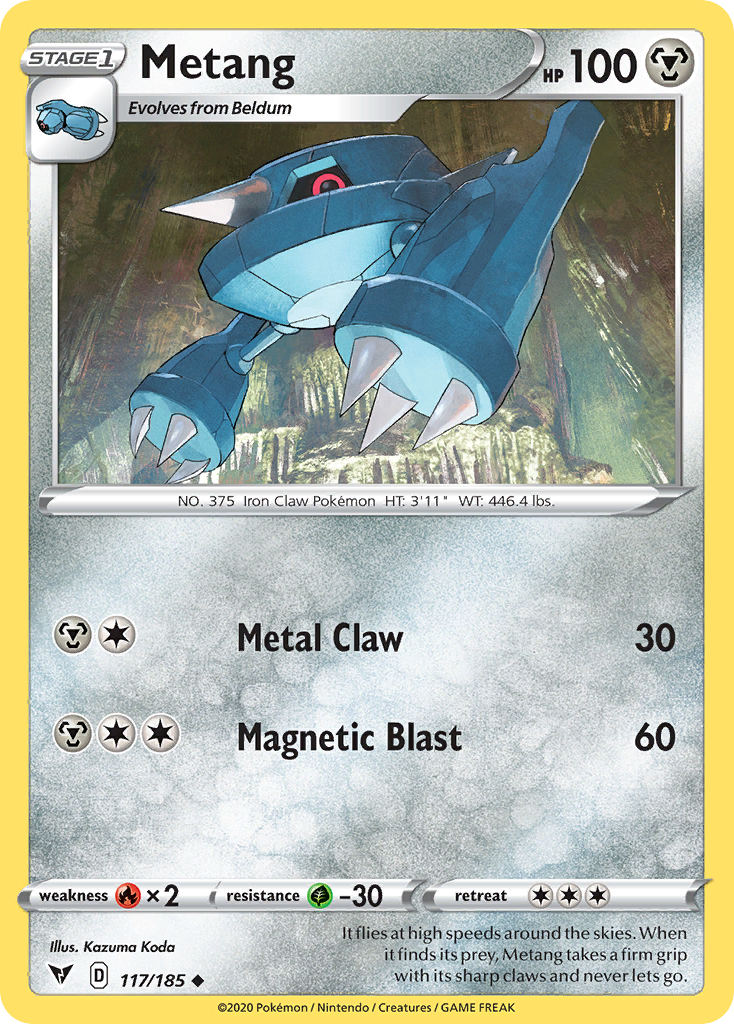 STAGE1
Metang
HP 100
Evolves from Beldum
NO. 375 Iron Claw Pokémon HT: 3'11" WT: 446.4 lbs.
Metal Claw 30
Magnetic Blast 60
weakness ×2 resistance -30 retreat
Illus. Kazuma Koda
It flies at high speeds around the skies. When
it finds its prey, Metang takes a firm grip
with its sharp claws and never lets go.
D 117/185
©2020 Pokémon / Nintendo / Creatures / GAME FREAK